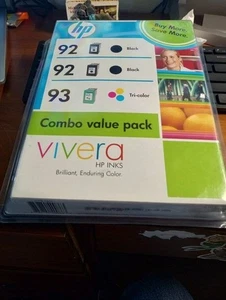 hp
Buy More,
Save More.
92 Black
92 Black
93 Tri-color
Combo value pack
vivera
HP INKS
Brilliant, Enduring Color